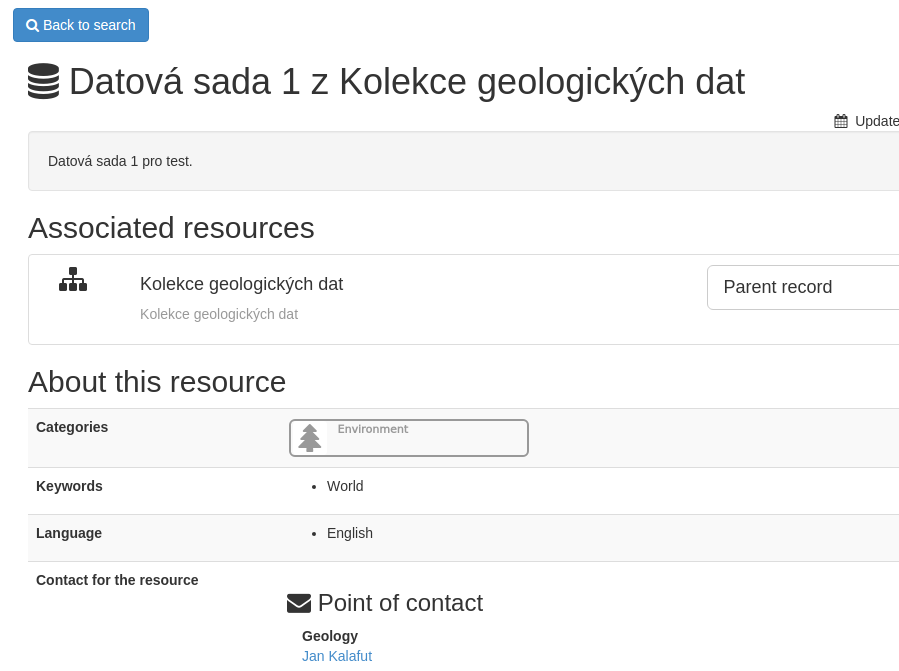 Back to search
Datová sada 1 z Kolekce geologických dat
Update
Datová sada 1 pro test.
Associated resources
Kolekce geologických dat
Parent record
Kolekce geologických dat
About this resource
Categories
Environment
Keywords
• World
Language
• English
Contact for the resource
Point of contact
Geology
Jan Kalafut